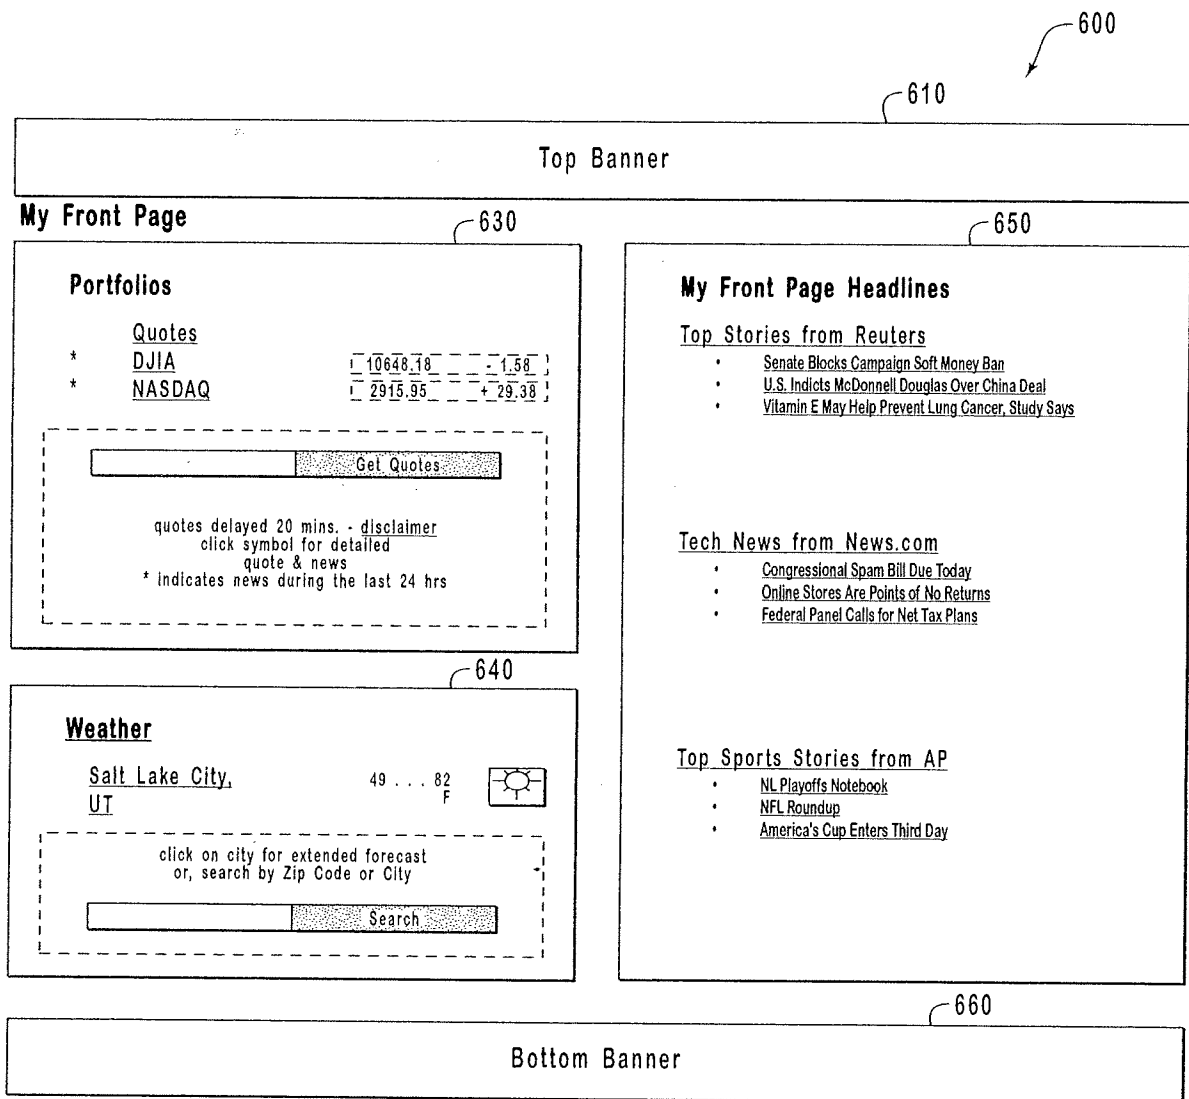 600
610
Top Banner
My Front Page
630
Portfolios
Quotes
* DJIA 10648.18 - 1.58
* NASDAQ 2915.95 + 29.38
Get Quotes
quotes delayed 20 mins. - disclaimer
click symbol for detailed
quote & news
* indicates news during the last 24 hrs
640
Weather
Salt Lake City, 49 . . . 82
UT F
click on city for extended forecast
or, search by Zip Code or City
Search
650
My Front Page Headlines
Top Stories from Reuters
• Senate Blocks Campaign Soft Money Ban
• U.S. Indicts McDonnell Douglas Over China Deal
• Vitamin E May Help Prevent Lung Cancer, Study Says
Tech News from News.com
• Congressional Spam Bill Due Today
• Online Stores Are Points of No Returns
• Federal Panel Calls for Net Tax Plans
Top Sports Stories from AP
• NL Playoffs Notebook
• NFL Roundup
• America's Cup Enters Third Day
660
Bottom Banner